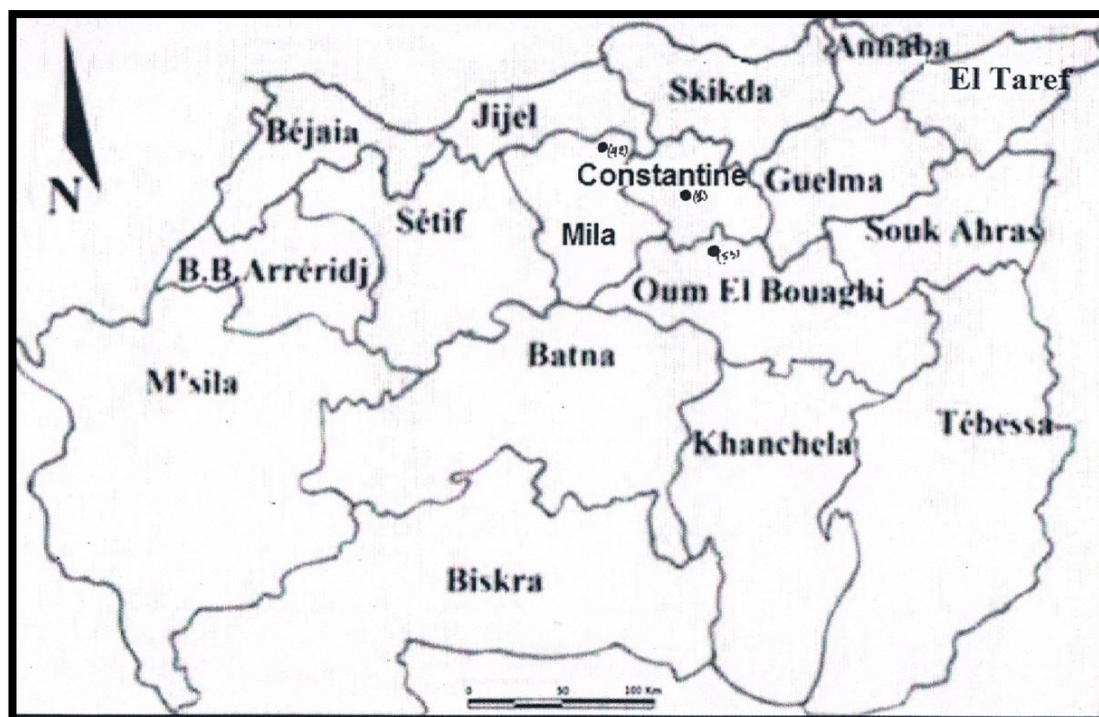 Annaba
El Taref
Skikda
Jijel
Béjaia
Constantine
Guelma
Mila
Sétif
Souk Ahras
B.B.Arréridj
(53)
Oum El Bouaghi
Batna
M'sila
Khanchela
Tébessa
Biskra
N
0 50 100 Km